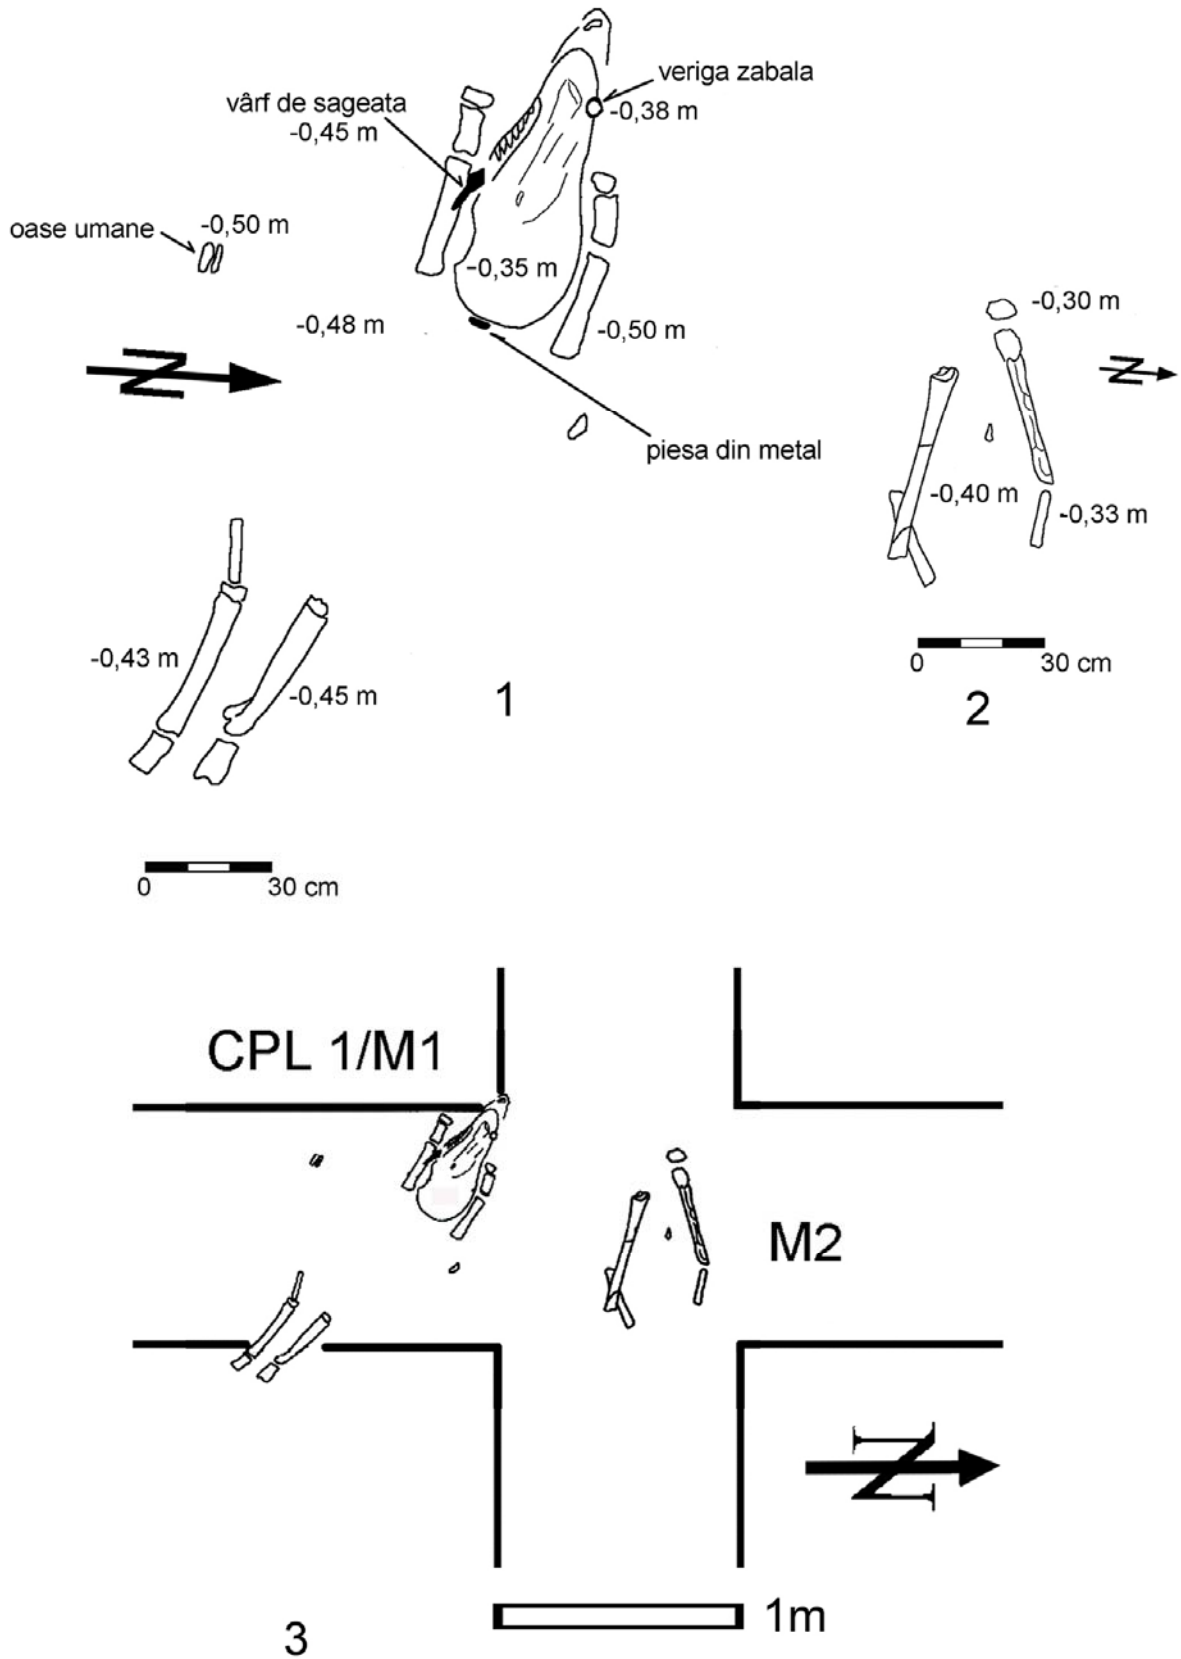 veriga zabala
-0,38 m
vârf de sageata
-0,45 m
oase umane
-0,50 m
-0,35 m
-0,48 m
-0,50 m
N
piesa din metal
-0,30 m
N
-0,40 m
-0,33 m
0 30 cm
2
-0,43 m
-0,45 m
1
0 30 cm
CPL 1/M1
M2
N
1m
3